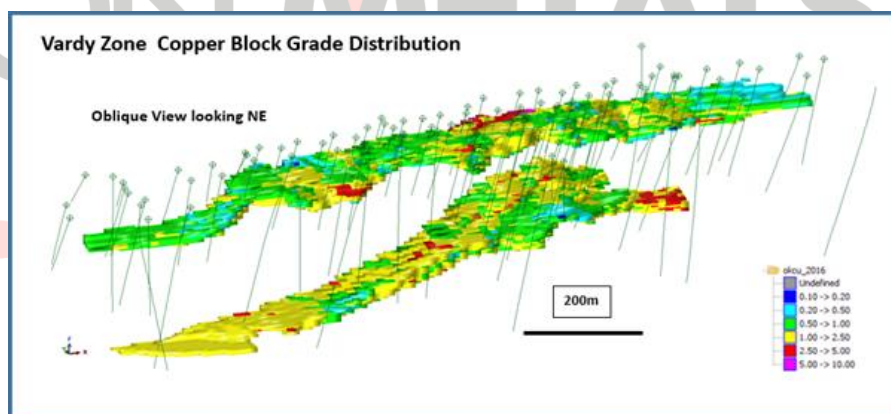 Vardy Zone Copper Block Grade Distribution
Oblique View looking NE
200m
okcu_2016
Undefined
0.10 -> 0.20
0.20 -> 0.50
0.50 -> 1.00
1.00 -> 2.50
2.50 -> 5.00
5.00 -> 10.00